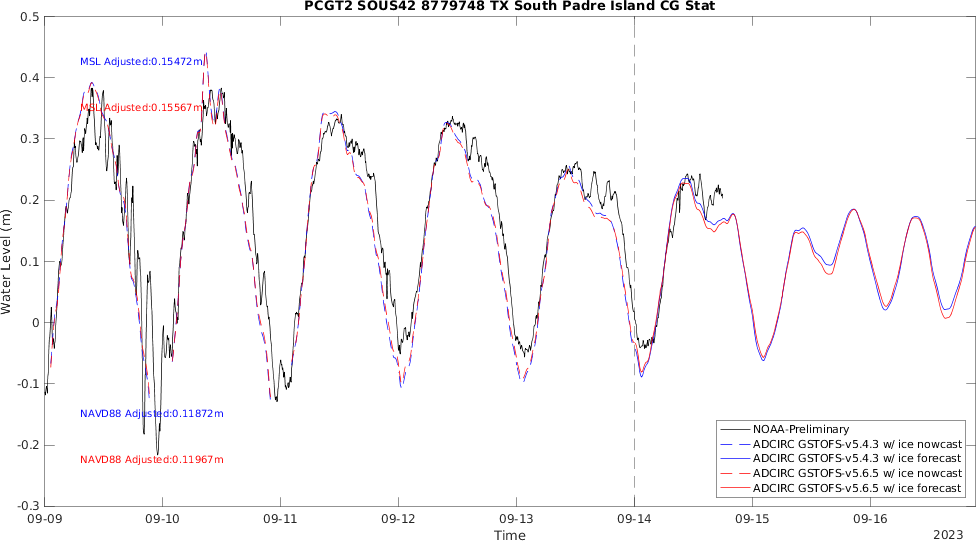 PCGT2 SOUS42 8779748 TX South Padre Island CG Stat
0.5
0.4
0.3
0.2
0.1
0
-0.1
-0.2
-0.3
Water Level (m)
MSL Adjusted:0.15472m
MSL Adjusted:0.15567m
NAVD88 Adjusted:0.11872m
NAVD88 Adjusted:0.11967m
NOAA-Preliminary
ADCIRC GSTOFS-v5.4.3 w/ ice nowcast
ADCIRC GSTOFS-v5.4.3 w/ ice forecast
ADCIRC GSTOFS-v5.6.5 w/ ice nowcast
ADCIRC GSTOFS-v5.6.5 w/ ice forecast
09-09 09-10 09-11 09-12 09-13 09-14 09-15 09-16
Time
2023